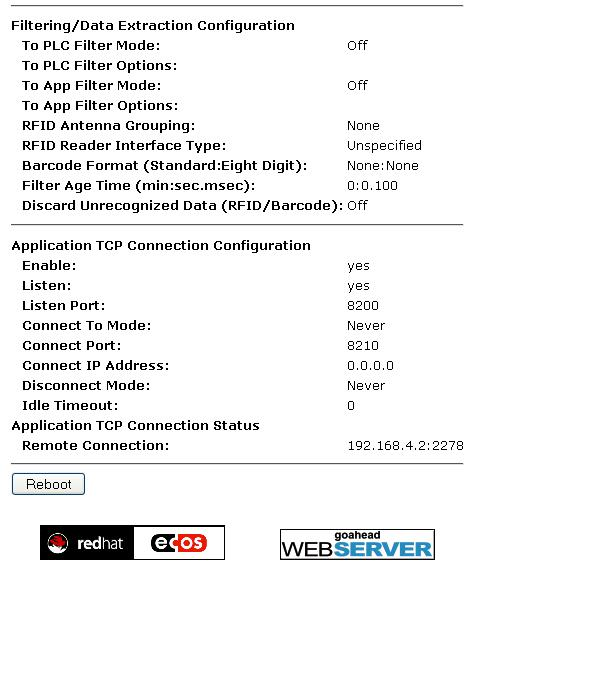 Filtering/Data Extraction Configuration
To PLC Filter Mode: Off
To PLC Filter Options:
To App Filter Mode: Off
To App Filter Options:
RFID Antenna Grouping: None
RFID Reader Interface Type: Unspecified
Barcode Format (Standard:Eight Digit): None:None
Filter Age Time (min:sec.msec): 0:0.100
Discard Unrecognized Data (RFID/Barcode): Off
Application TCP Connection Configuration
Enable: yes
Listen: yes
Listen Port: 8200
Connect To Mode: Never
Connect Port: 8210
Connect IP Address: 0.0.0.0
Disconnect Mode: Never
Idle Timeout: 0
Application TCP Connection Status
Remote Connection: 192.168.4.2:2278
Reboot
redhat eCos
goahead
WEBSERVER